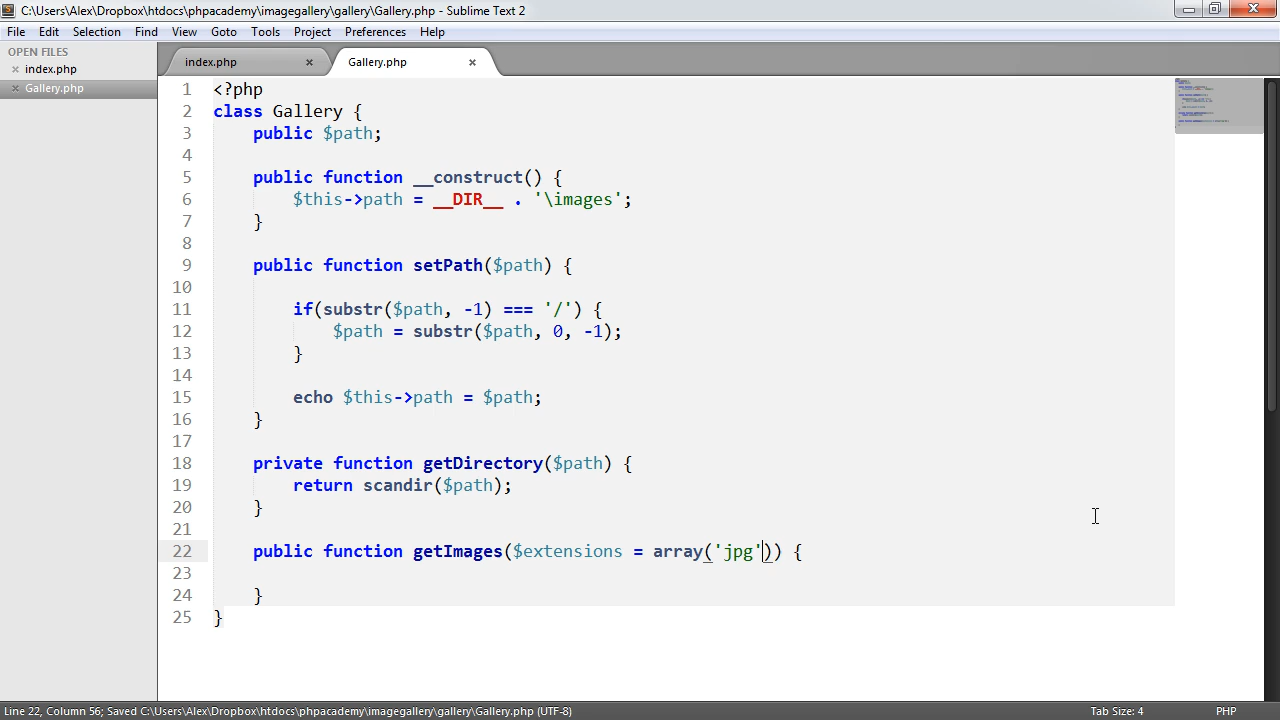 C:\Users\Alex\Dropbox\htdocs\phpacademy\imagegallery\gallery\Gallery.php - Sublime Text 2
File Edit Selection Find View Goto Tools Project Preferences Help
OPEN FILES
index.php
Gallery.php
index.php Gallery.php
1 <?php
2 class Gallery {
3 public $path;
4
5 public function __construct() {
6 $this->path = __DIR__ . '\images';
7 }
8
9 public function setPath($path) {
10
11 if(substr($path, -1) === '/') {
12 $path = substr($path, 0, -1);
13 }
14
15 echo $this->path = $path;
16 }
17
18 private function getDirectory($path) {
19 return scandir($path);
20 }
21
22 public function getImages($extensions = array('jpg')) {
23
24 }
25 }
Line 22, Column 56; Saved C:\Users\Alex\Dropbox\htdocs\phpacademy\imagegallery\gallery\Gallery.php (UTF-8) Tab Size: 4 PHP